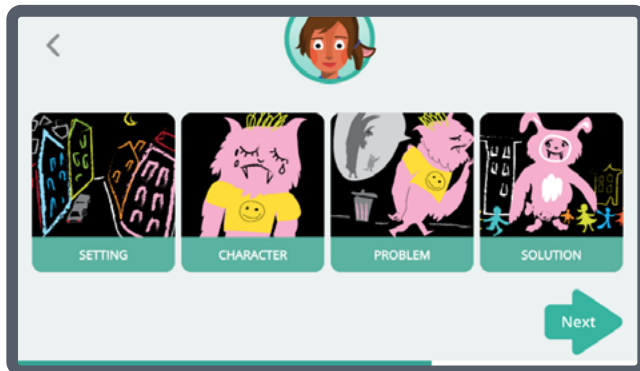 SETTING
CHARACTER
PROBLEM
SOLUTION
Next